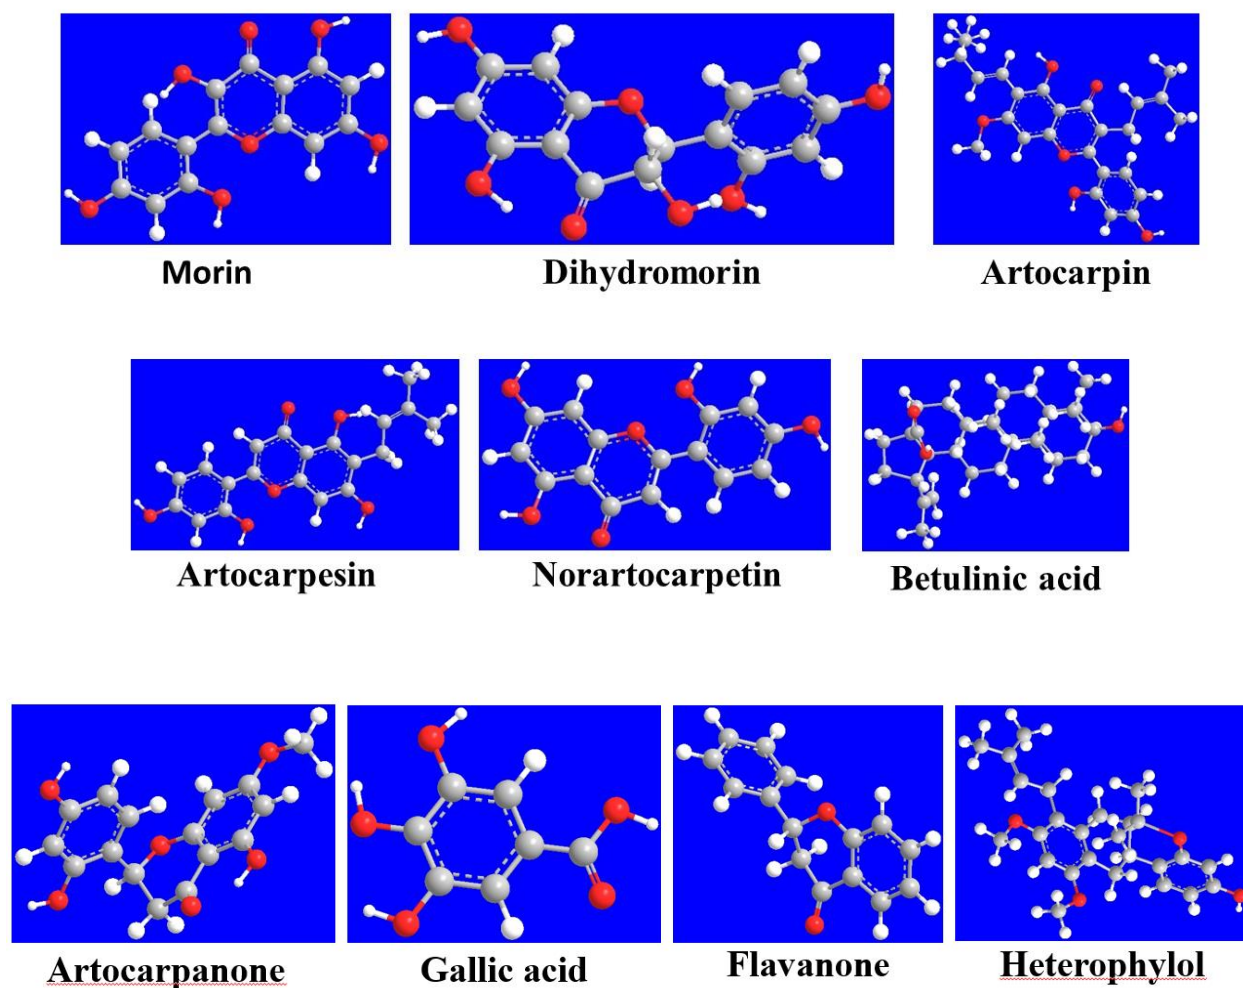 Morin
Dihydromorin
Artocarpin
Artocarpesin
Norartocarpetin
Betulinic acid
Artocarpanone
Gallic acid
Flavanone
Heterophylol